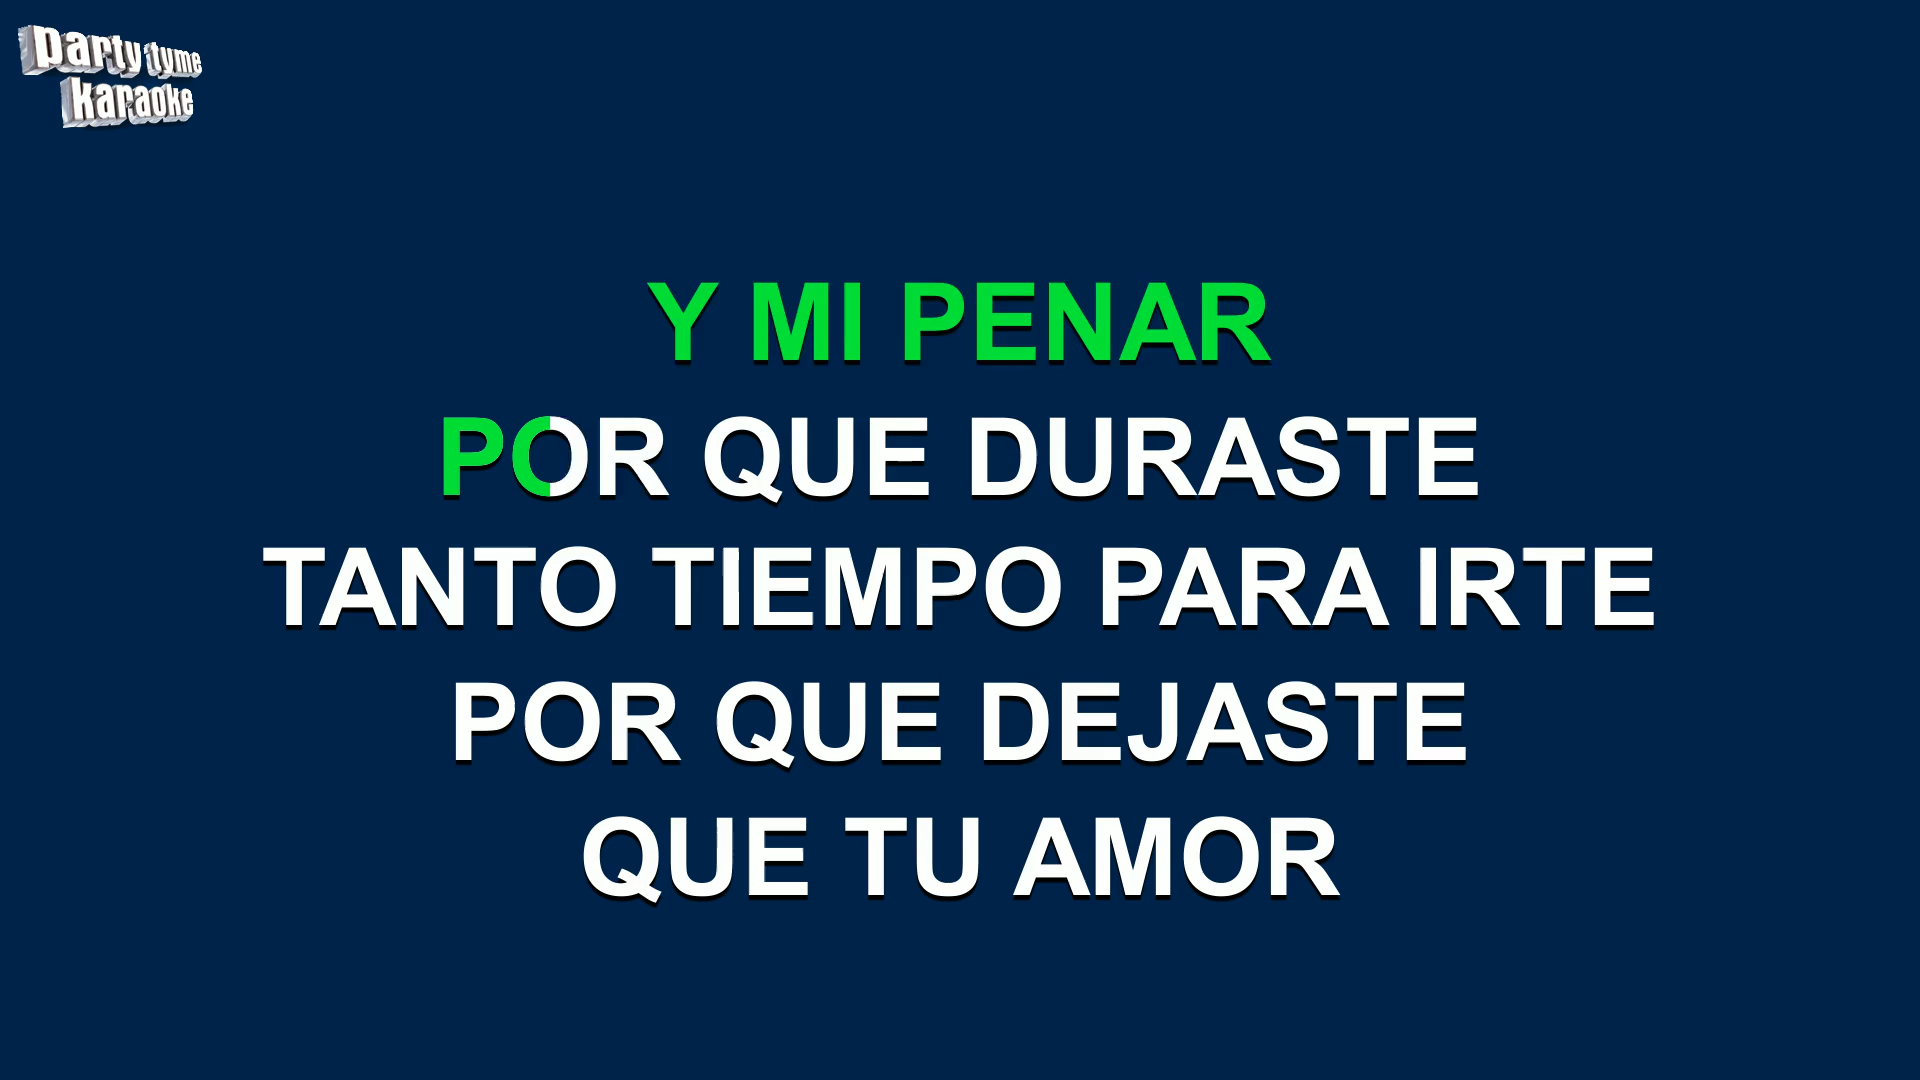 party tyme
karaoke
Y MI PENAR
POR QUE DURASTE
TANTO TIEMPO PARA IRTE
POR QUE DEJASTE
QUE TU AMOR